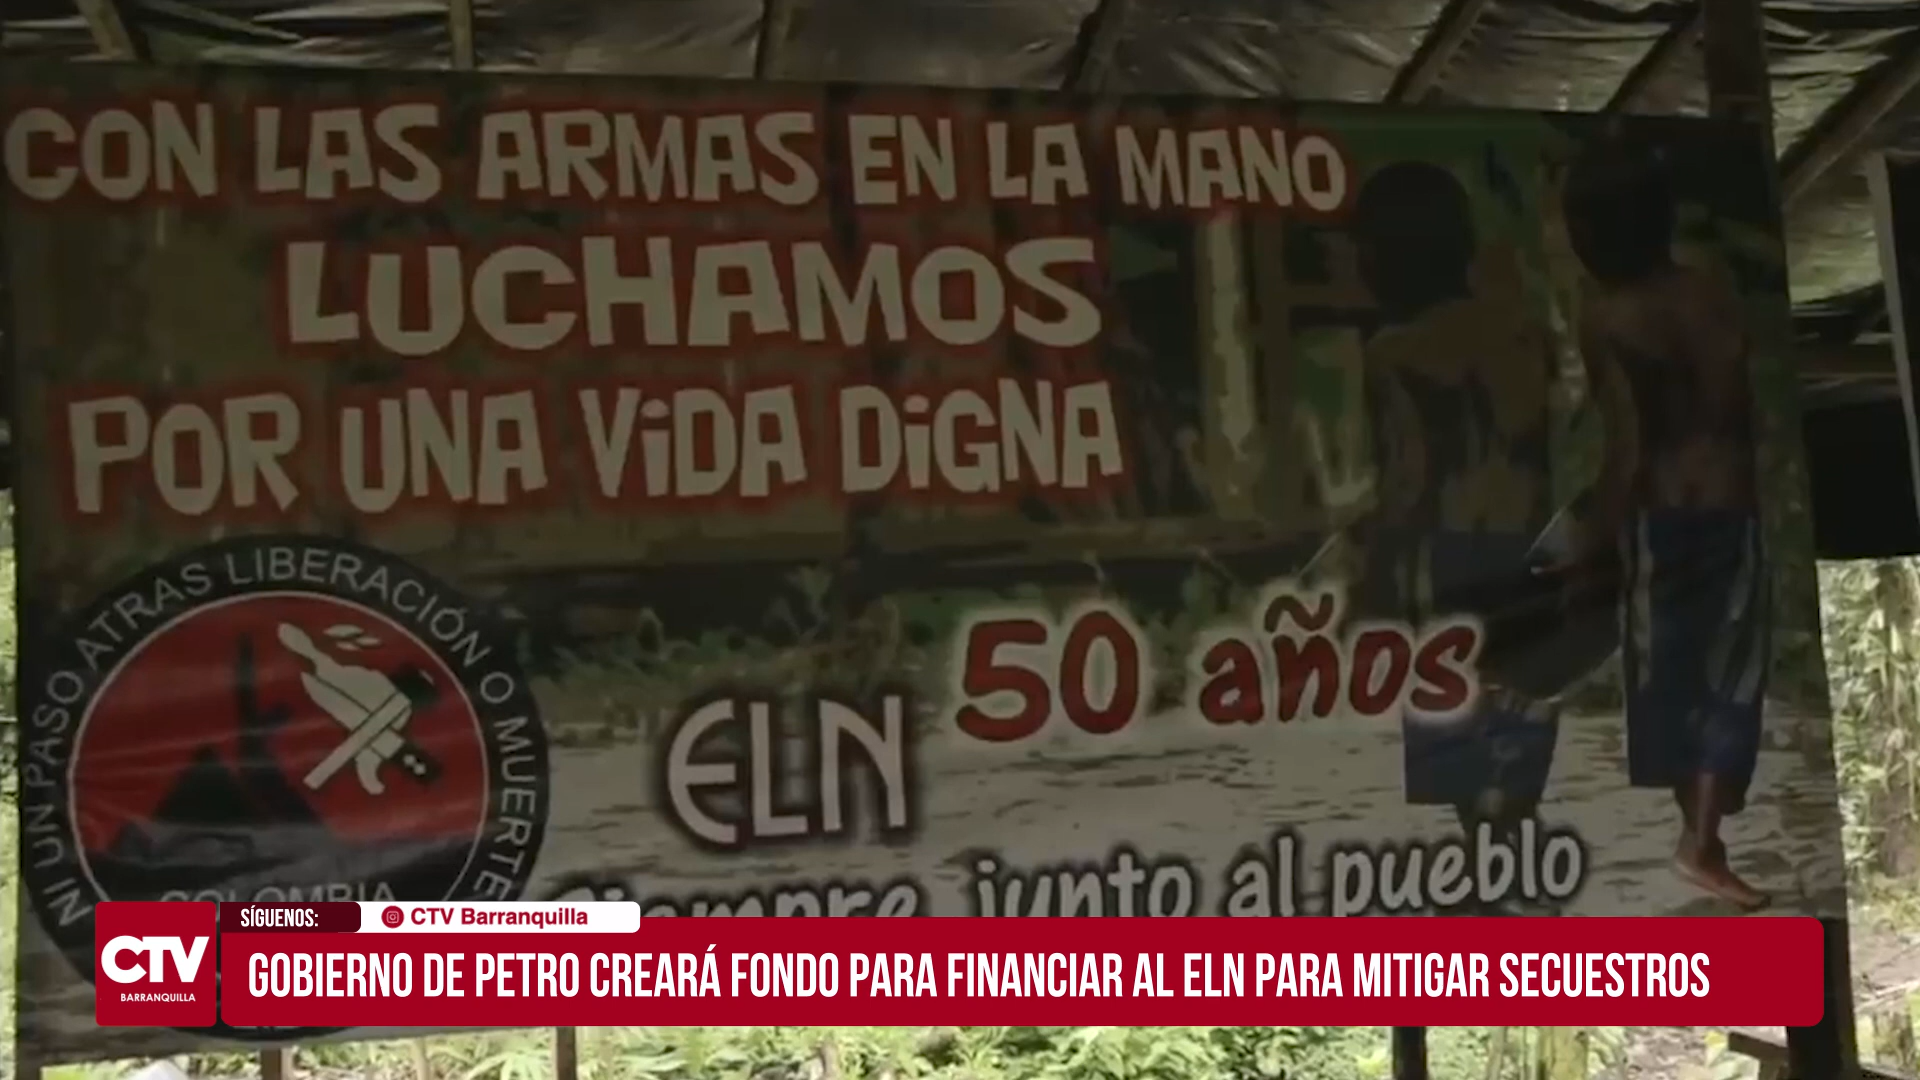 CON LAS ARMAS EN LA MANO
LUCHAMOS
POR UNA VIDA DIGNA
NI UN PASO ATRAS LIBERACIÓN O MUERTE
COLOMBIA
ELN 50 años
Siempre junto al pueblo
SÍGUENOS:
CTV Barranquilla
CTV
BARRANQUILLA
GOBIERNO DE PETRO CREARÁ FONDO PARA FINANCIAR AL ELN PARA MITIGAR SECUESTROS